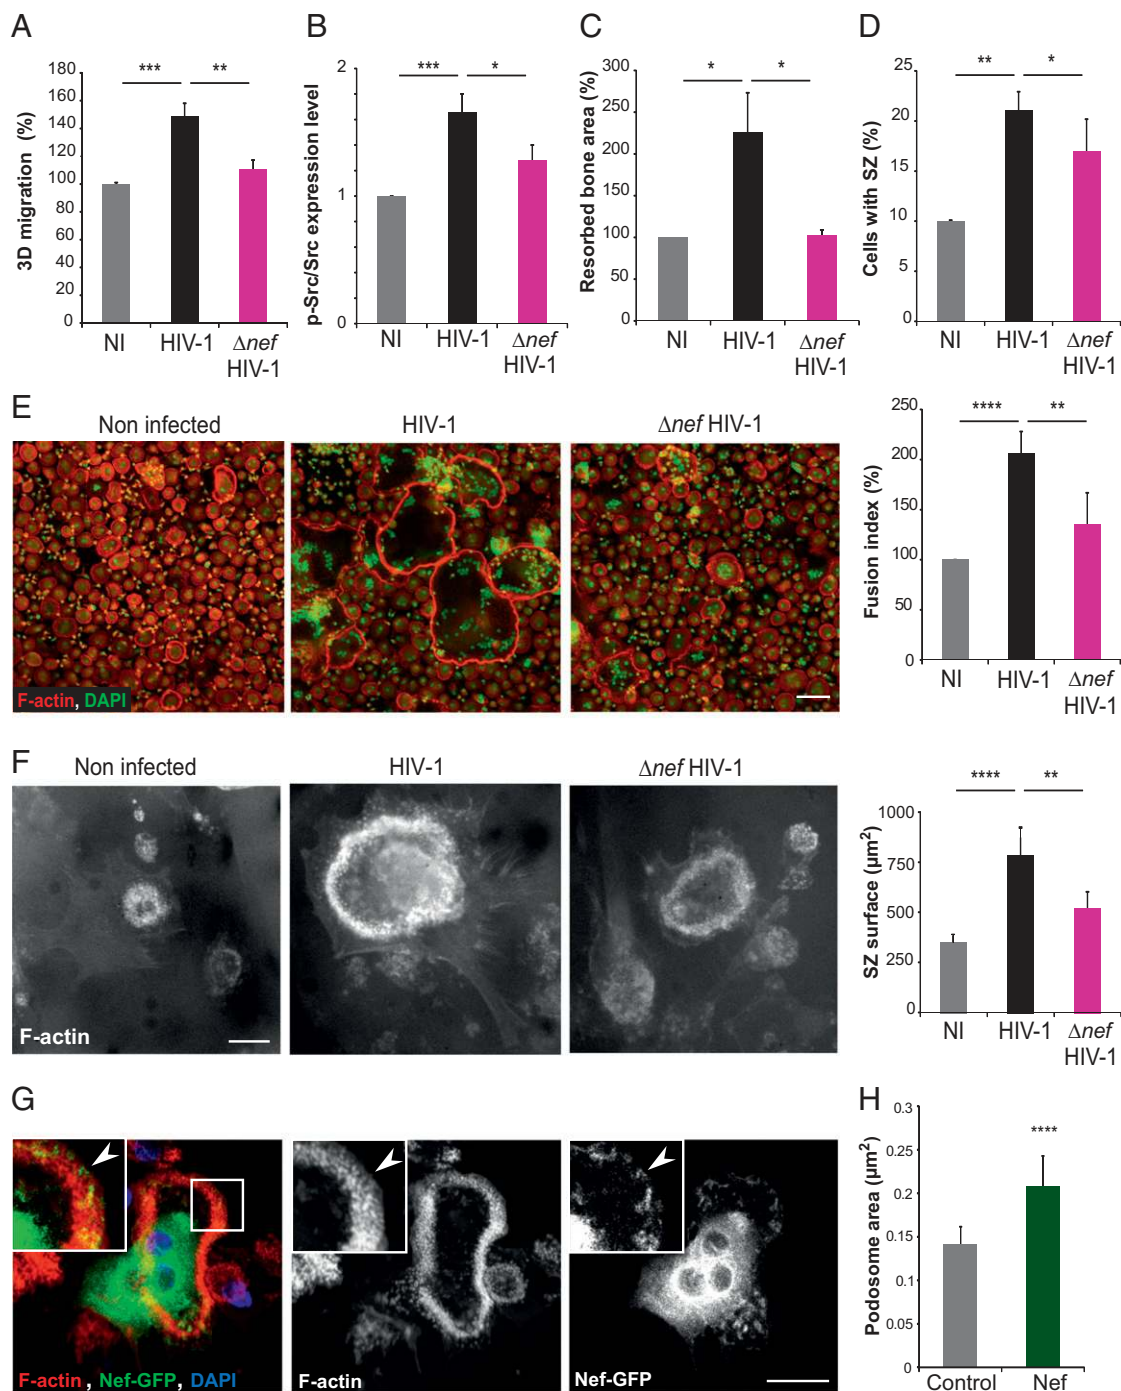 A
3D migration (%)
180
160
140
120
100
80
60
40
20
0
***
**
NI
HIV-1
Δnef
HIV-1
B
p-Src/Src expression level
2
1
0
***
*
NI
HIV-1
Δnef
HIV-1
C
Resorbed bone area (%)
300
250
200
150
100
50
0
*
*
NI
HIV-1
Δnef
HIV-1
D
Cells with SZ (%)
25
20
15
10
5
0
**
*
NI
HIV-1
Δnef
HIV-1
E
Non infected
HIV-1
Δnef HIV-1
F-actin, DAPI
Fusion index (%)
250
200
150
100
50
0
****
**
NI
HIV-1
Δnef
HIV-1
F
Non infected
HIV-1
Δnef HIV-1
F-actin
SZ surface (µm²)
1000
750
500
250
0
****
**
NI
HIV-1
Δnef
HIV-1
G
F-actin , Nef-GFP, DAPI
F-actin
Nef-GFP
H
Podosome area (µm²)
0.3
0.25
0.2
0.15
0.1
0.05
0
****
Control
Nef